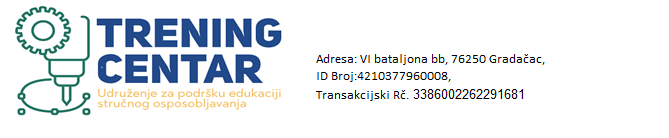 TRENING
CENTAR
Udruženje za podršku edukaciji
stručnog osposobljavanja
Adresa: VI bataljona bb, 76250 Gradačac,
ID Broj:4210377960008,
Transakcijski Rč. 3386002262291681